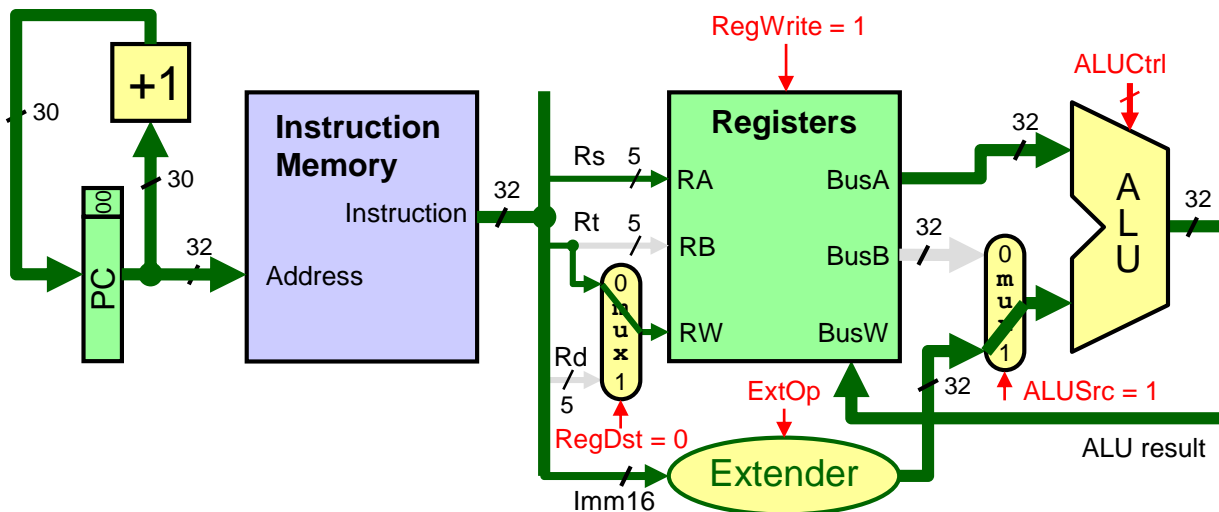 RegWrite = 1
ALUCtrl
+1
30
30
00
PC
32
Instruction
Memory
Instruction
Address
32
Rs
5
Rt
5
Rd
5
0
mux
1
RegDst = 0
Imm16
Registers
RA
RB
RW
BusA
BusB
BusW
ExtOp
Extender
32
32
32
0
mu
1
ALUSrc = 1
A
L
U
32
ALU result